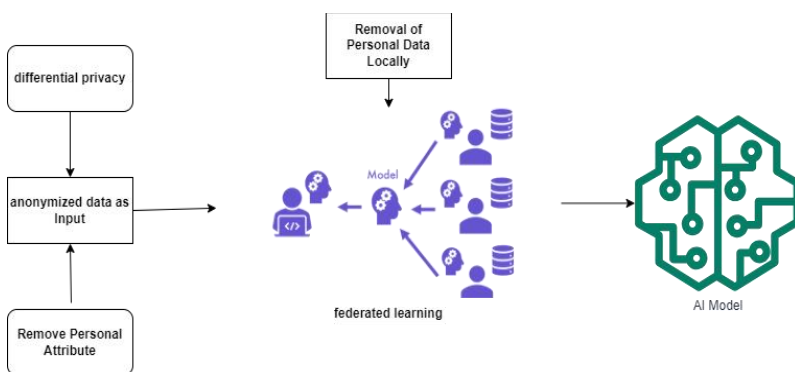 differential privacy
anonymized data as
Input
Remove Personal
Attribute
Removal of
Personal Data
Locally
Model
</>
federated learning
AI Model